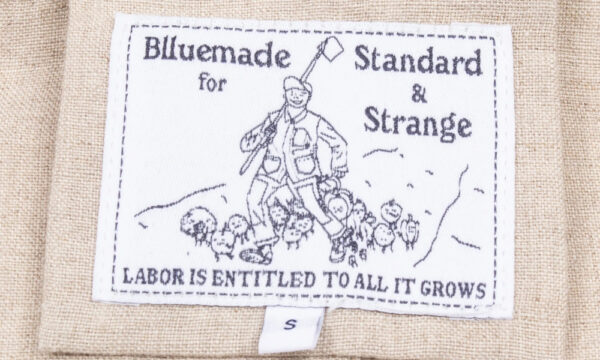 Blluemade
for
Standard
&
Strange
LABOR IS ENTITLED TO ALL IT GROWS
S